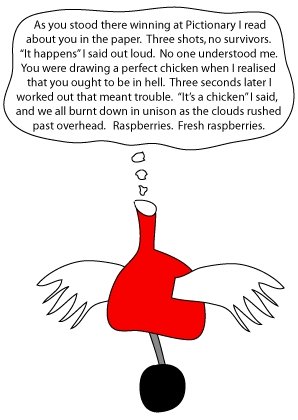 As you stood there winning at Pictionary I read
about you in the paper.  Three shots, no survivors.
"It happens" I said out loud.  No one understood me.
You were drawing a perfect chicken when I realised
that you ought to be in hell.  Three seconds later I
worked out that meant trouble.  "It's a chicken" I said,
and we all burnt down in unison as the clouds rushed
past overhead.   Raspberries.  Fresh raspberries.